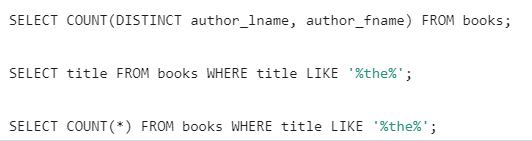 SELECT COUNT(DISTINCT author_lname, author_fname) FROM books;
SELECT title FROM books WHERE title LIKE '%the%';
SELECT COUNT(*) FROM books WHERE title LIKE '%the%';